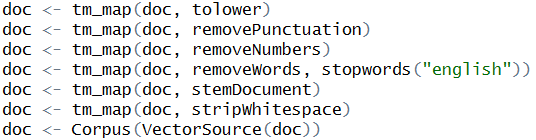 doc <- tm_map(doc, tolower)
doc <- tm_map(doc, removePunctuation)
doc <- tm_map(doc, removeNumbers)
doc <- tm_map(doc, removeWords, stopwords("english"))
doc <- tm_map(doc, stemDocument)
doc <- tm_map(doc, stripWhitespace)
doc <- Corpus(VectorSource(doc))